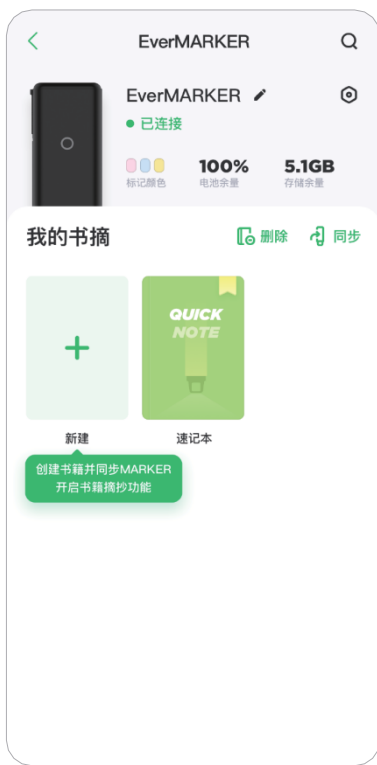 EverMARKER
EverMARKER
已连接
100%
5.1GB
标记颜色
电池余量
存储余量
我的书摘
删除
同步
QUICK
NOTE
新建
速记本
创建书籍并同步MARKER
开启书籍摘抄功能